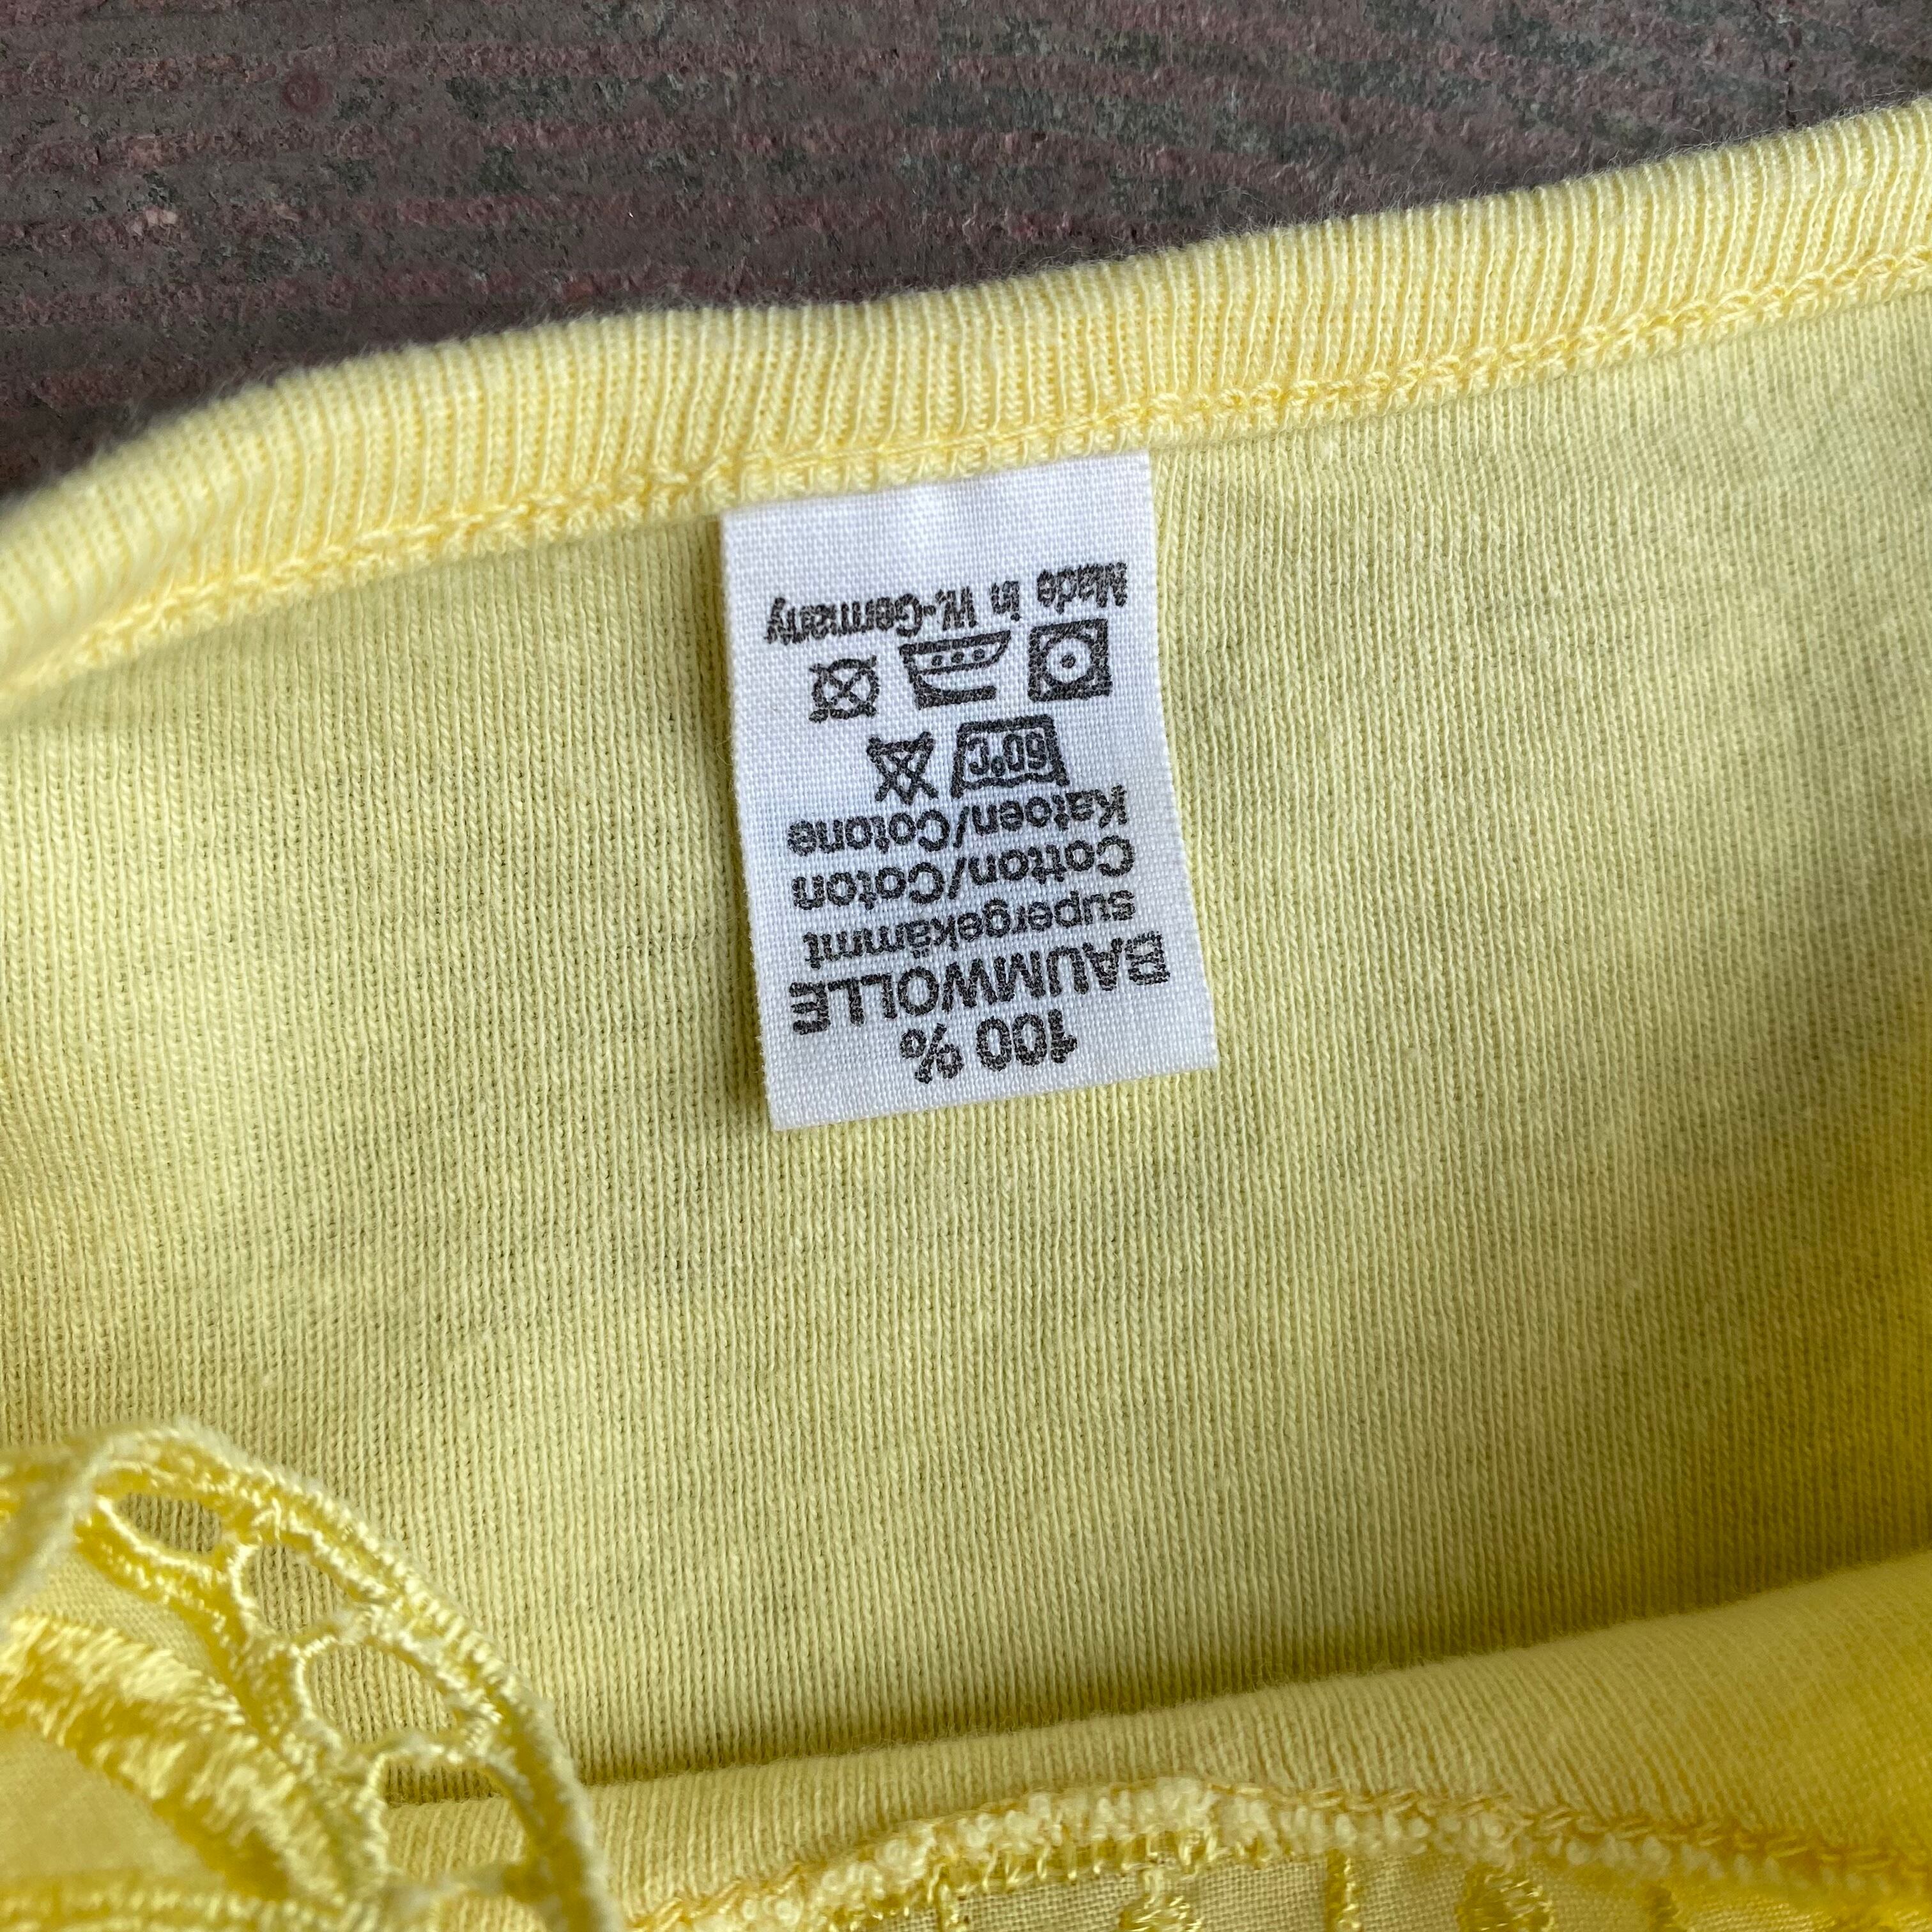 100 %
BAUMWOLLE
supergekämmt
Cotton/Coton
Katoen/Cotone
60°C
Made in W.-Germany